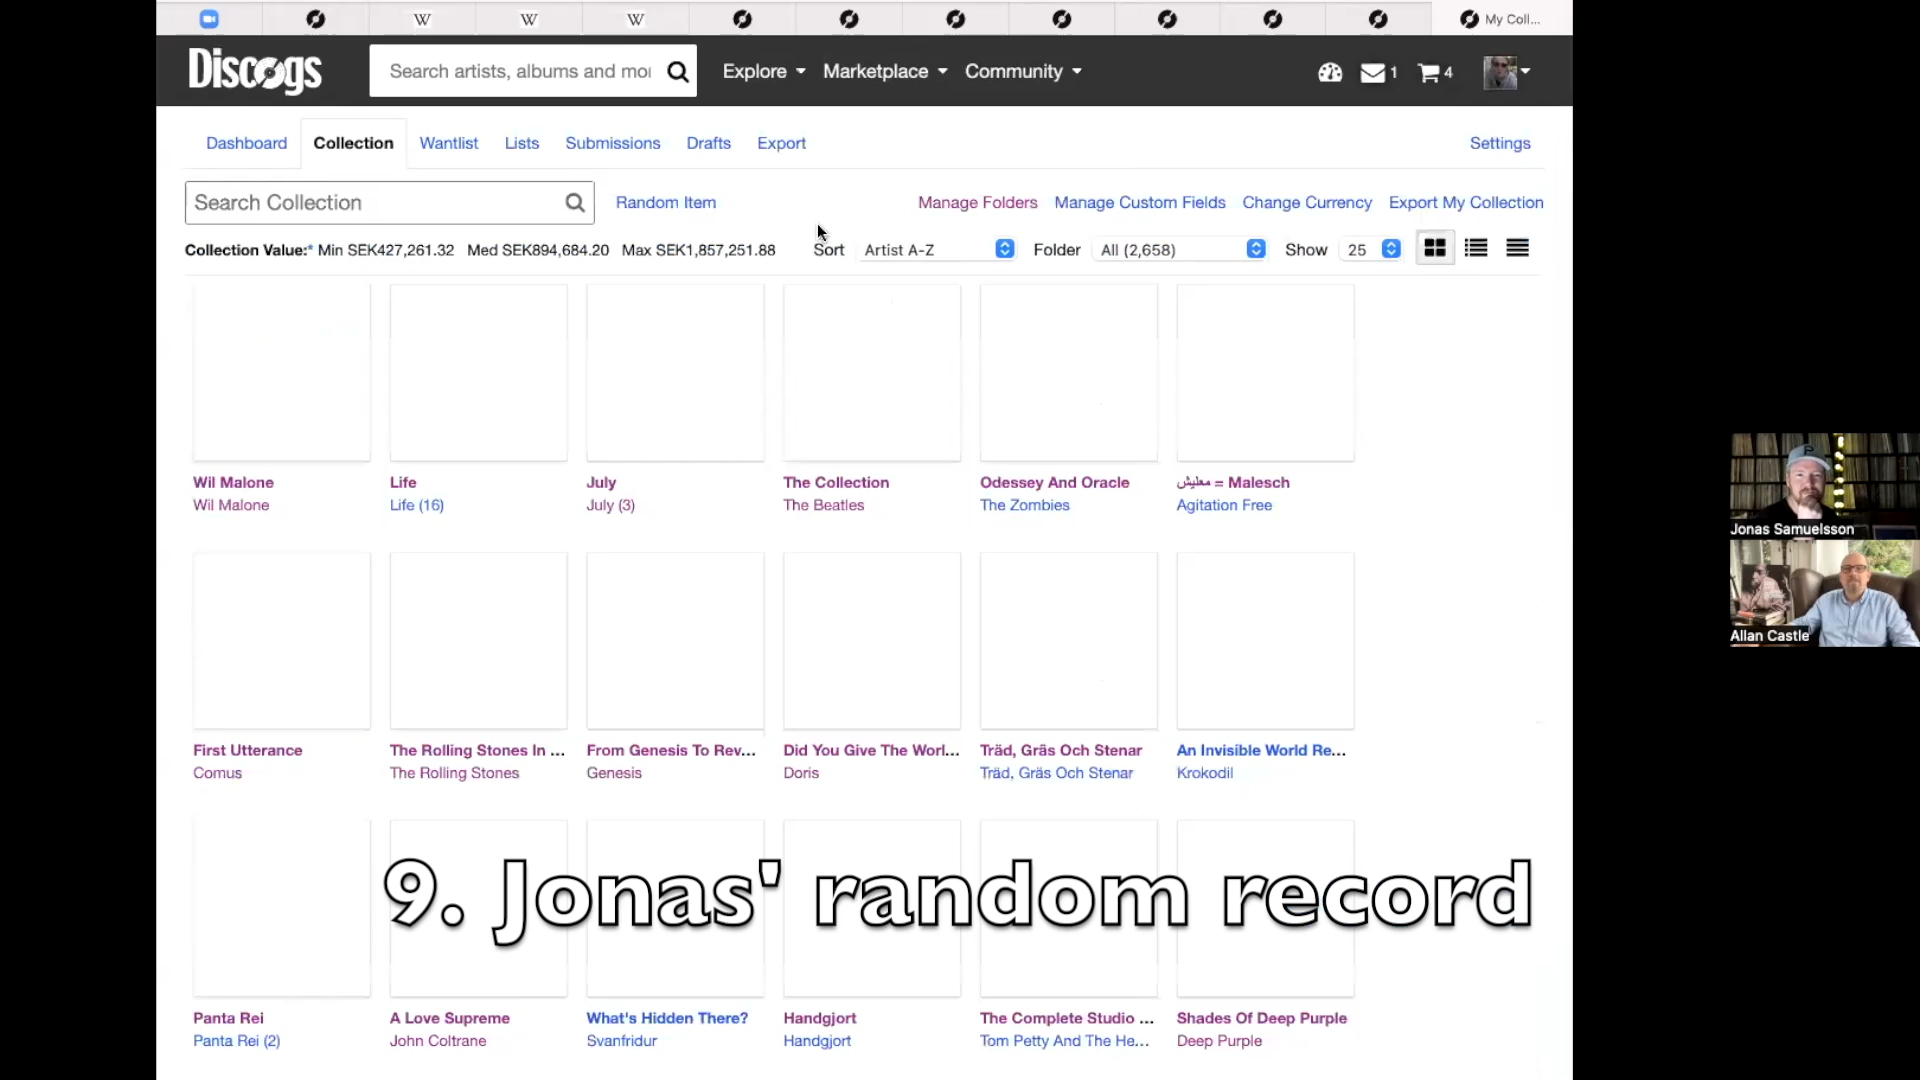 W W W My Coll...
Discogs Search artists, albums and mo Explore Marketplace Community 1 4
Dashboard Collection Wantlist Lists Submissions Drafts Export Settings
Search Collection Random Item Manage Folders Manage Custom Fields Change Currency Export My Collection
Collection Value:* Min SEK427,261.32 Med SEK894,684.20 Max SEK1,857,251.88 Sort Artist A-Z Folder All (2,658) Show 25
Wil Malone Life July The Collection Odessey And Oracle معليش = Malesch
Wil Malone Life (16) July (3) The Beatles The Zombies Agitation Free
Jonas Samuelsson
Allan Castle
First Utterance The Rolling Stones In ... From Genesis To Rev... Did You Give The Worl... Träd, Gräs Och Stenar An Invisible World Re...
Comus The Rolling Stones Genesis Doris Träd, Gräs Och Stenar Krokodil
9. Jonas' random record
Panta Rei A Love Supreme What's Hidden There? Handgjort The Complete Studio ... Shades Of Deep Purple
Panta Rei (2) John Coltrane Svanfridur Handgjort Tom Petty And The He... Deep Purple